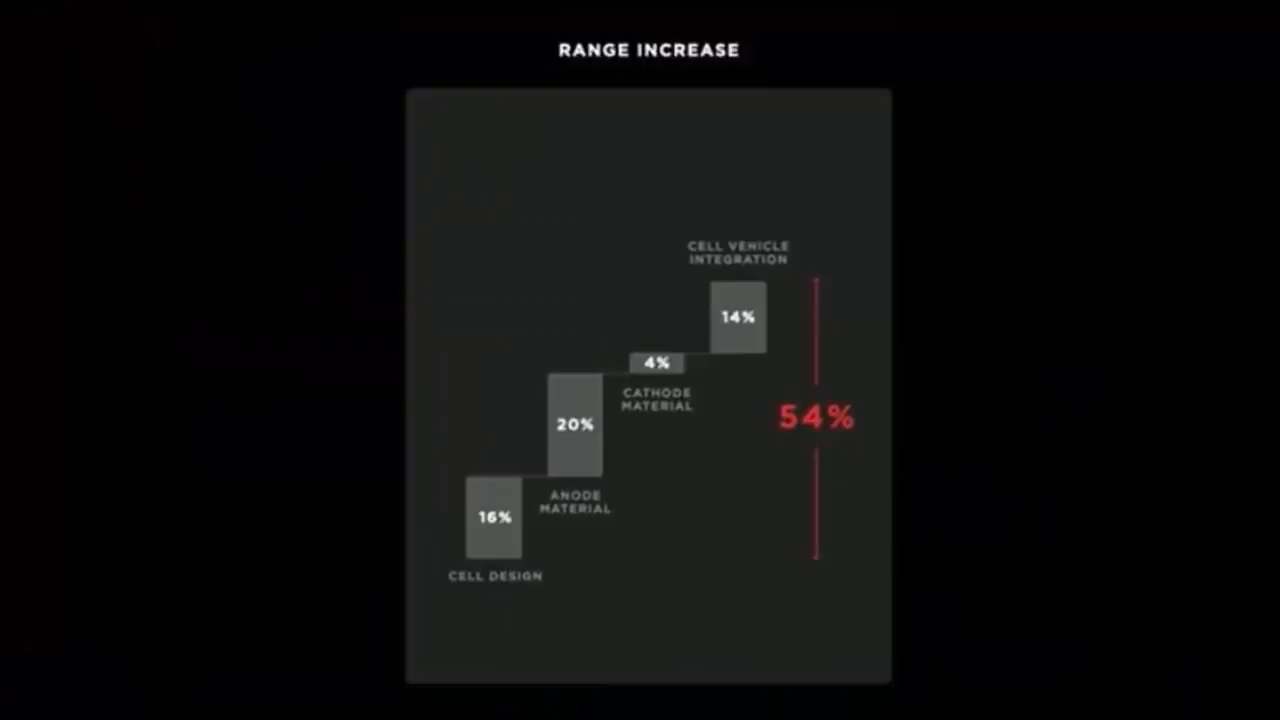 RANGE INCREASE
CELL VEHICLE
INTEGRATION
14%
4%
CATHODE
MATERIAL
54%
20%
ANODE
MATERIAL
16%
CELL DESIGN